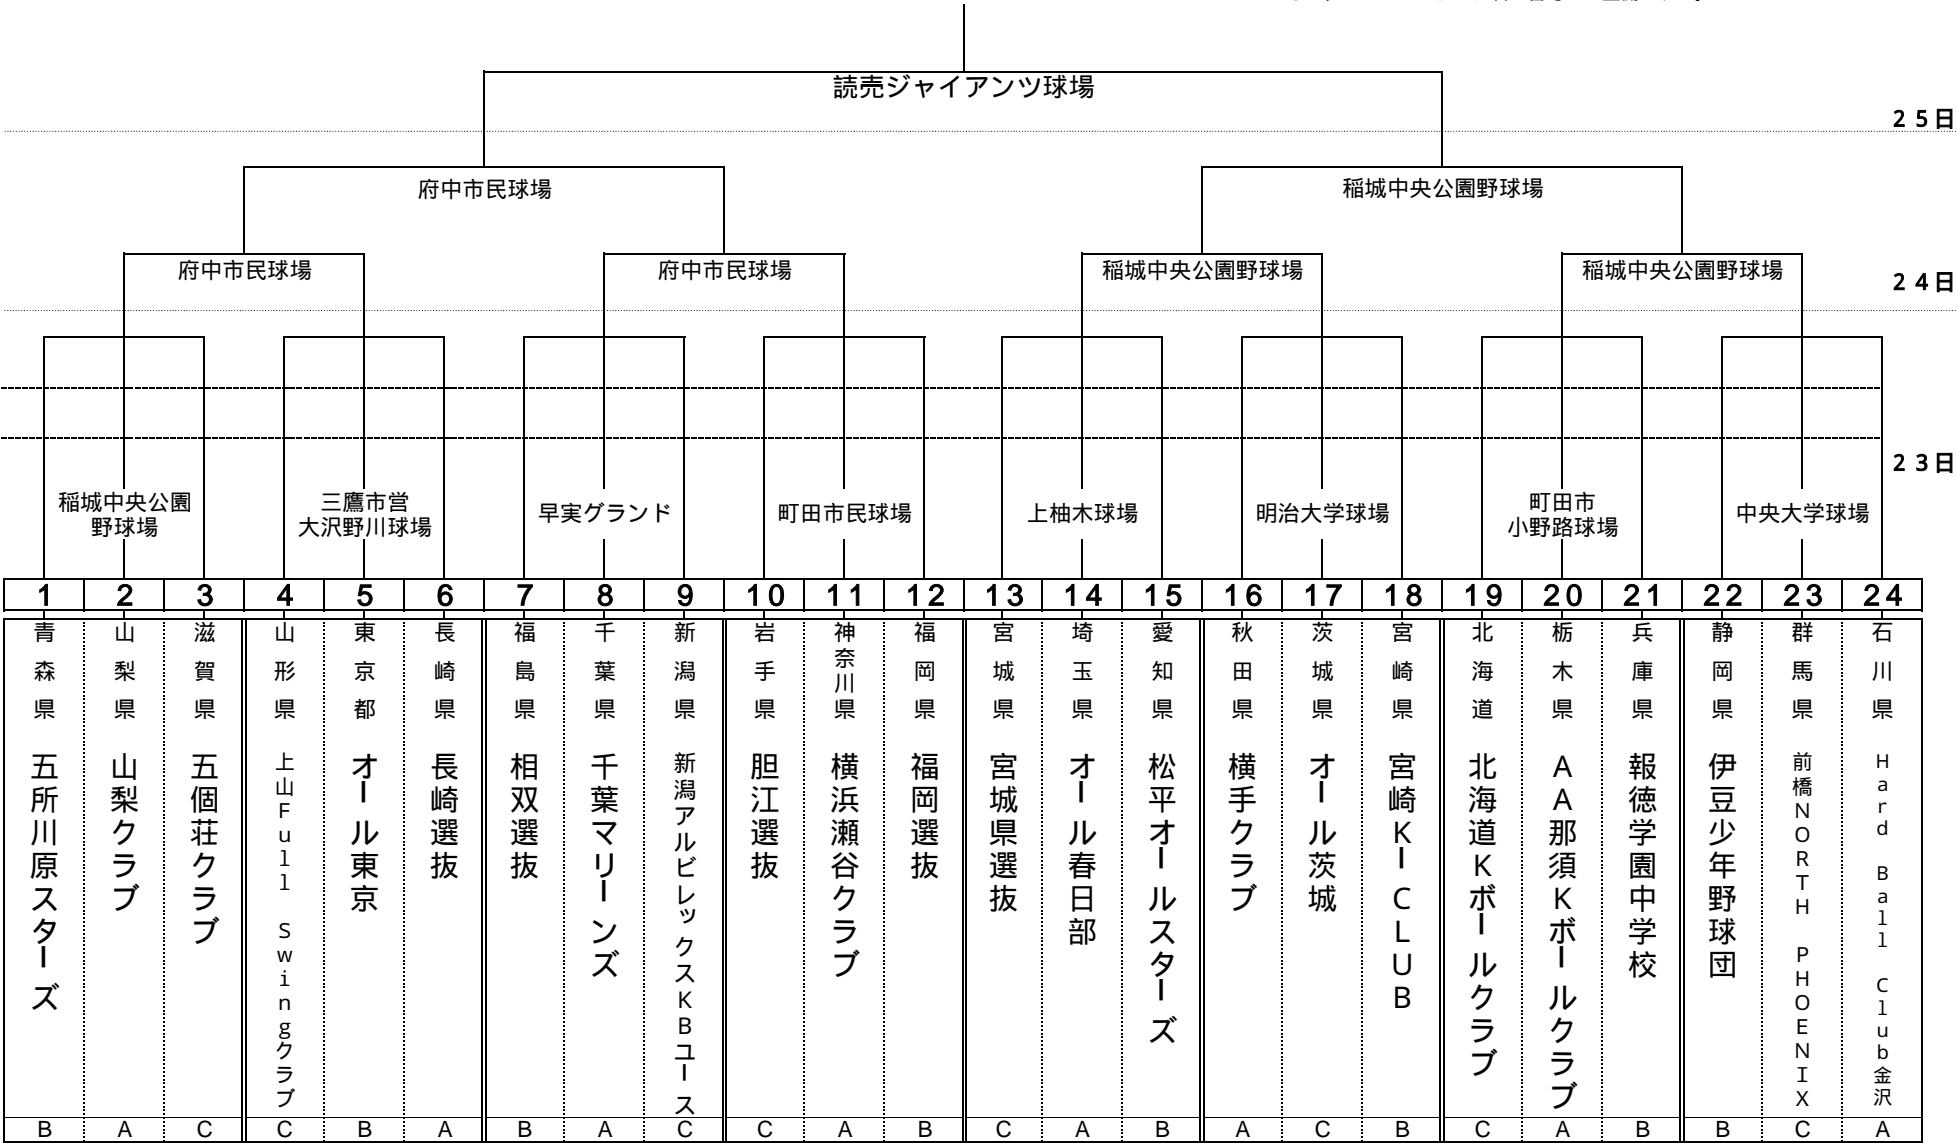 読売ジャイアンツ球場
２５日
府中市民球場
稲城中央公園野球場
府中市民球場
府中市民球場
稲城中央公園野球場
稲城中央公園野球場
２４日
２３日
稲城中央公園
野球場
三鷹市営
大沢野川球場
早実グランド
町田市民球場
上柚木球場
明治大学球場
町田市
小野路球場
中央大学球場
1 2 3 4 5 6 7 8 9 10 11 12 13 14 15 16 17 18 19 20 21 22 23 24
青森県
山梨県
滋賀県
山形県
東京都
長崎県
福島県
千葉県
新潟県
岩手県
神奈川県
福岡県
宮城県
埼玉県
愛知県
秋田県
茨城県
宮崎県
北海道
栃木県
兵庫県
静岡県
群馬県
石川県
五所川原スターズ
山梨クラブ
五個荘クラブ
上山Ｆｕｌｌ　Ｓｗｉｎｇクラブ
オール東京
長崎選抜
相双選抜
千葉マリーンズ
新潟アルビレックスＫＢユース
胆江選抜
横浜瀬谷クラブ
福岡選抜
宮城県選抜
オール春日部
松平オールスターズ
横手クラブ
オール茨城
宮崎ＫーＣＬＵＢ
北海道Ｋボールクラブ
ＡＡ那須Ｋボールクラブ
報徳学園中学校
伊豆少年野球団
前橋ＮＯＲＴＨ　ＰＨＯＥＮＩＸ
Ｈａｒｄ　Ｂａｌｌ　Ｃｌｕｂ金沢
B A C C B A B A C C A B C A B A C B C A B B C A